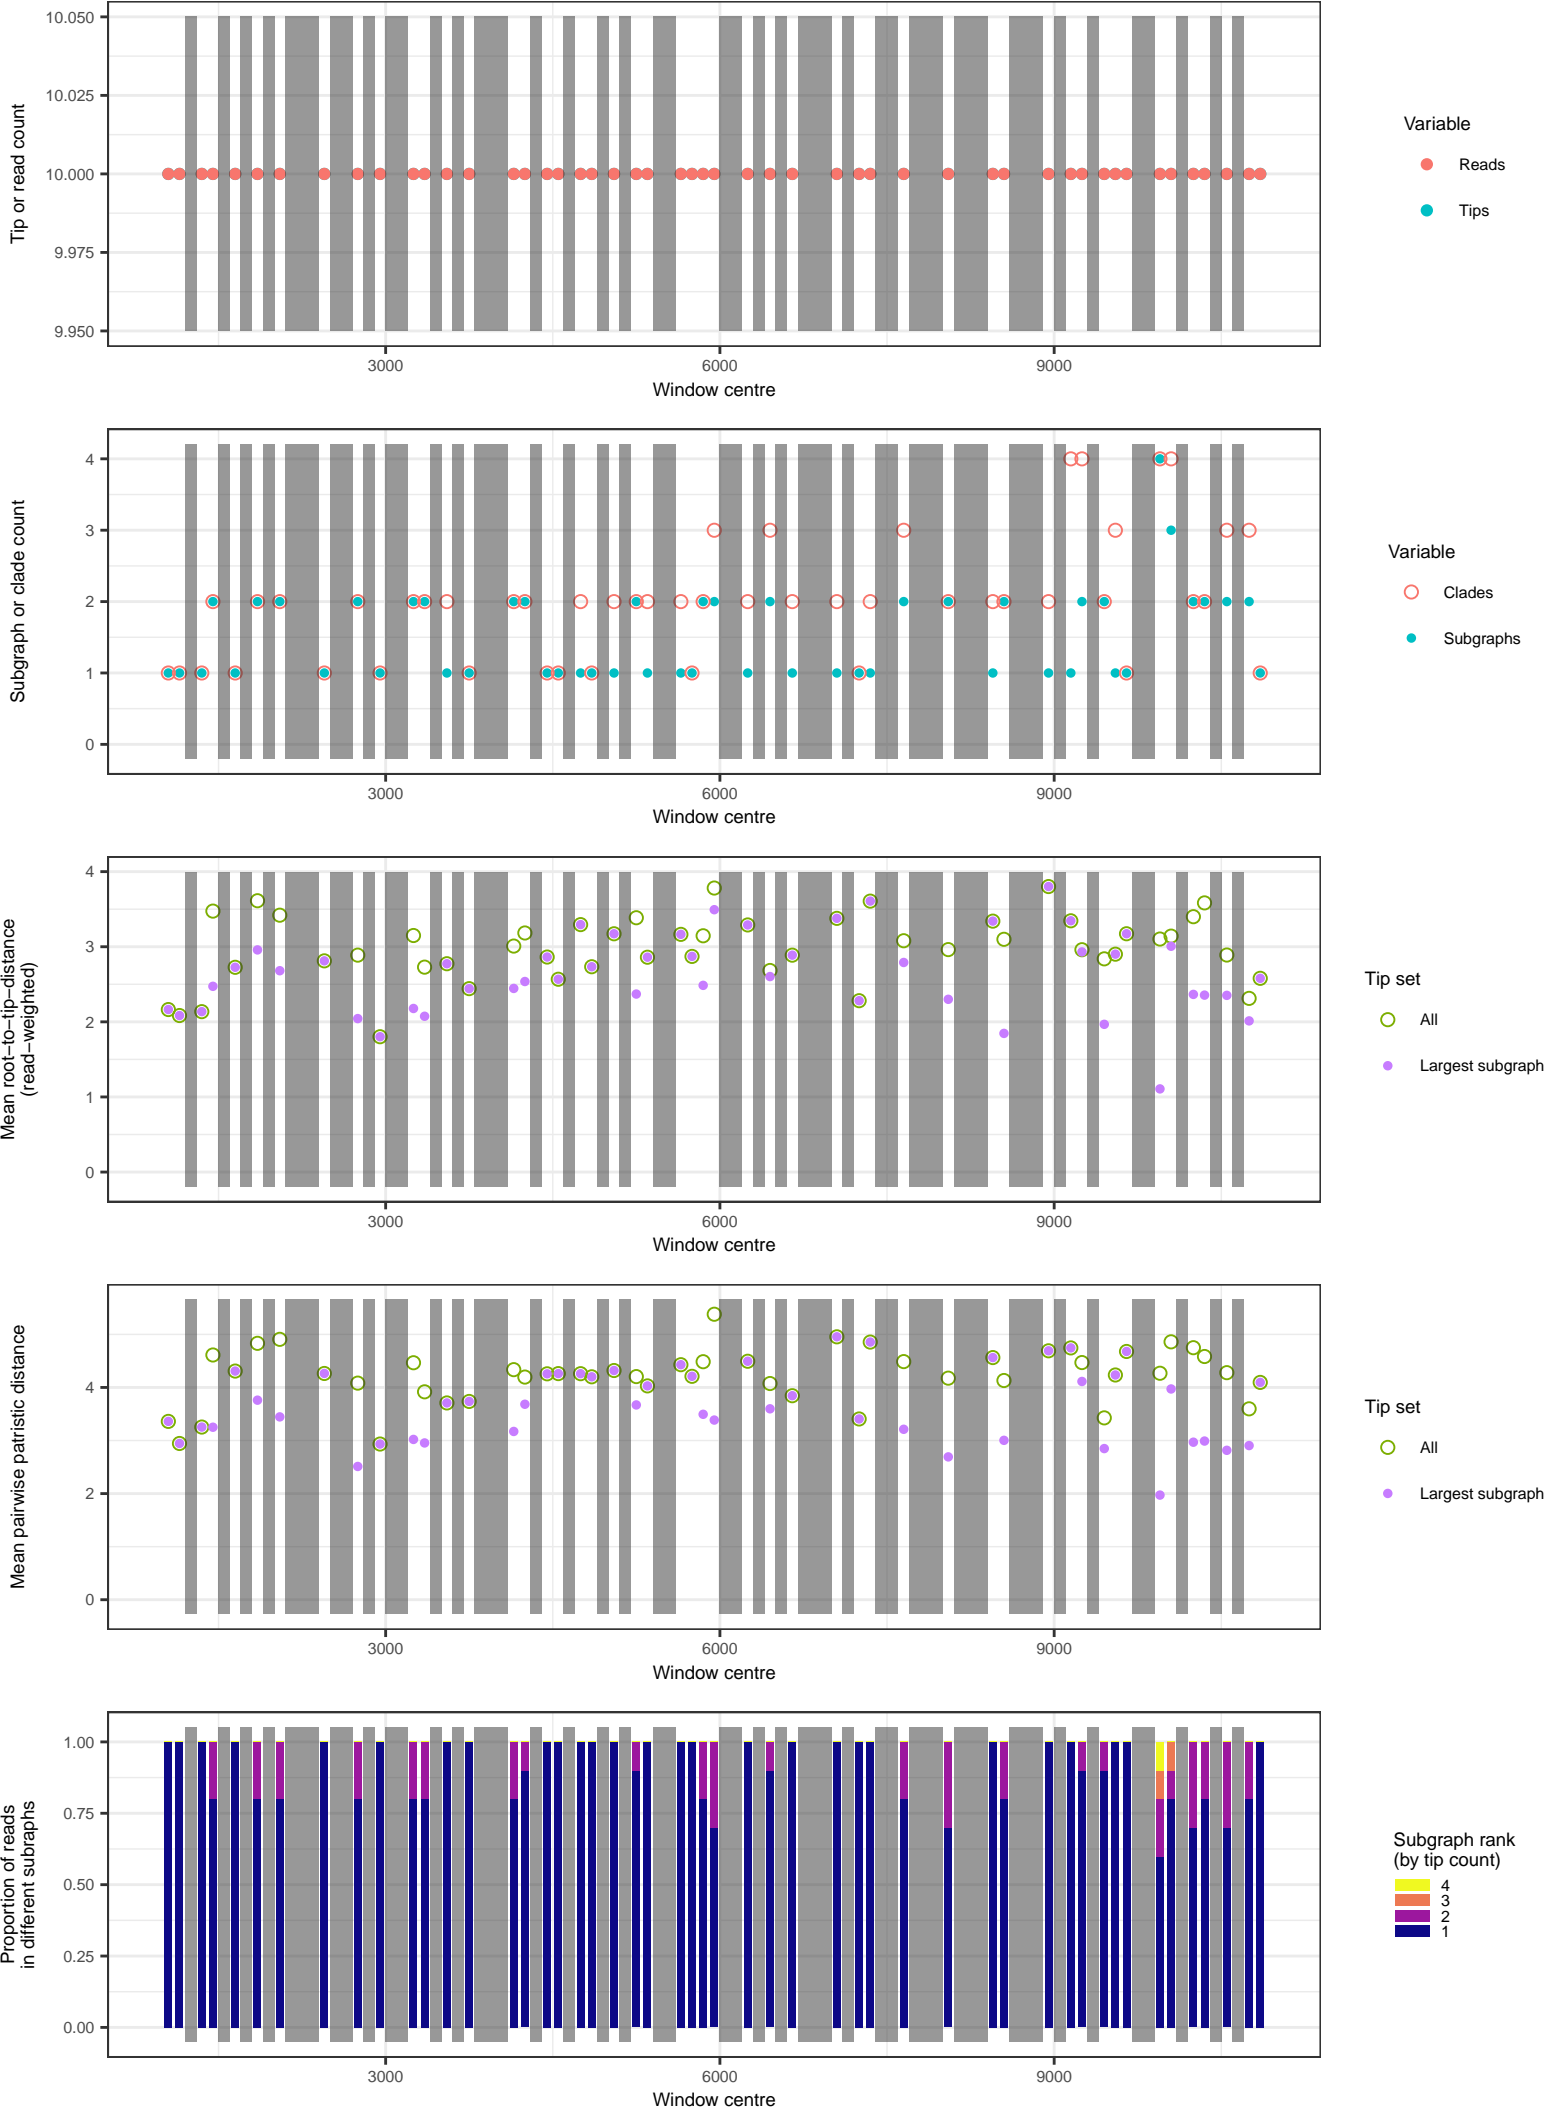 10.050
10.025
10.000
9.975
9.950
Tip or read count
3000
6000
9000
Window centre
Variable
Reads
Tips
4
3
2
1
0
Subgraph or clade count
3000
6000
9000
Window centre
Variable
Clades
Subgraphs
4
3
2
1
0
Mean root−to−tip−distance
(read−weighted)
3000
6000
9000
Window centre
Tip set
All
Largest subgraph
4
2
0
Mean pairwise patristic distance
3000
6000
9000
Window centre
Tip set
All
Largest subgraph
1.00
0.75
0.50
0.25
0.00
Proportion of reads
in different subraphs
3000
6000
9000
Window centre
Subgraph rank
(by tip count)
4
3
2
1